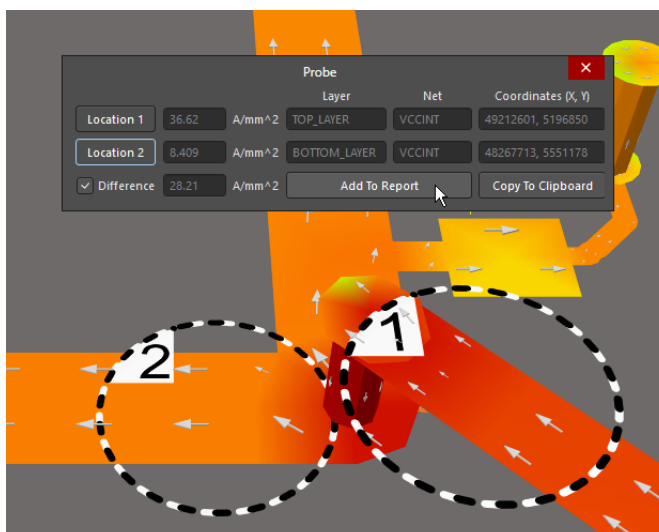 Probe
Layer Net Coordinates (X, Y)
Location 1 36.62 A/mm^2 TOP_LAYER VCCINT 49212601, 5196850
Location 2 8.409 A/mm^2 BOTTOM_LAYER VCCINT 48267713, 5551178
Difference 28.21 A/mm^2 Add To Report Copy To Clipboard
1
2